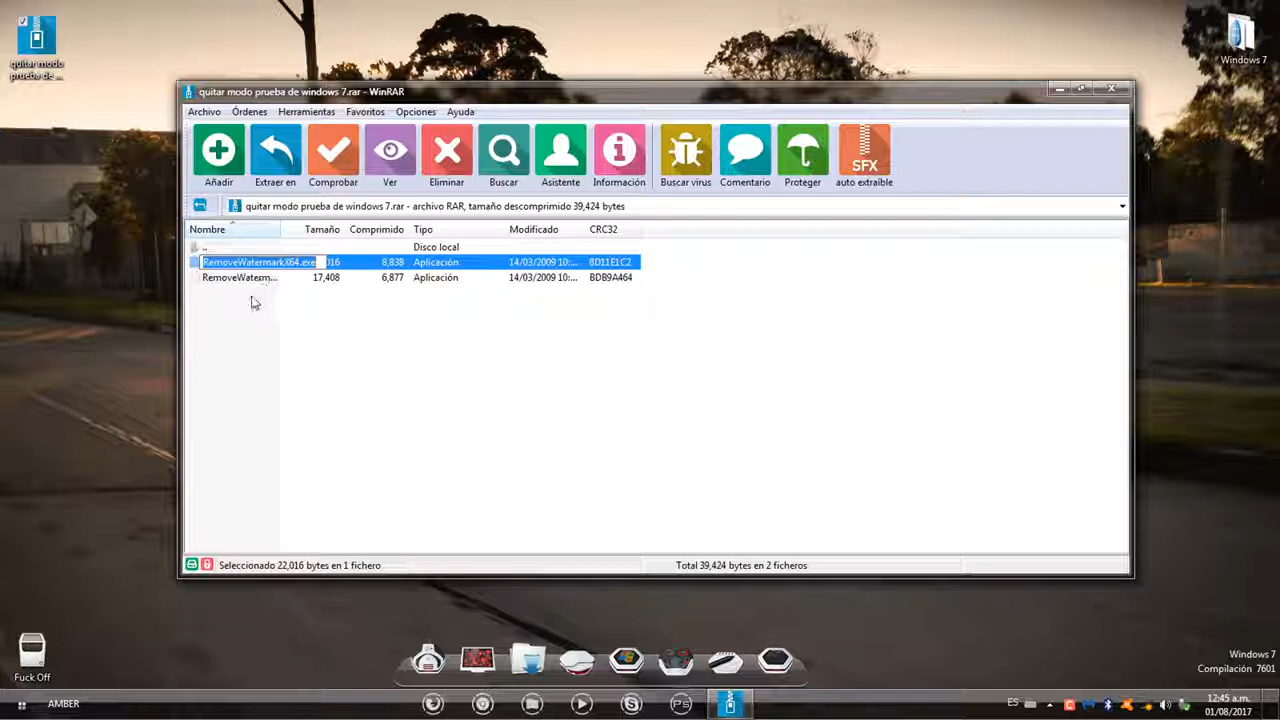 quitar modo
prueba de ...
Windows 7
quitar modo prueba de windows 7.rar - WinRAR
Archivo Órdenes Herramientas Favoritos Opciones Ayuda
SFX
Añadir Extraer en Comprobar Ver Eliminar Buscar Asistente Información Buscar virus Comentario Proteger auto extraíble
quitar modo prueba de windows 7.rar - archivo RAR, tamaño descomprimido 39,424 bytes
Nombre Tamaño Comprimido Tipo Modificado CRC32
.. Disco local
RemoveWatermarkX64.exe 016 8,838 Aplicación 14/03/2009 10:... 8D11E1C2
RemoveWaterm... 17,408 6,877 Aplicación 14/03/2009 10:... BDB9A464
Seleccionado 22,016 bytes en 1 fichero Total 39,424 bytes en 2 ficheros
Fuck Off
Windows 7
Compilación 7601
AMBER
Ps
ES
12:45 a.m.
01/08/2017